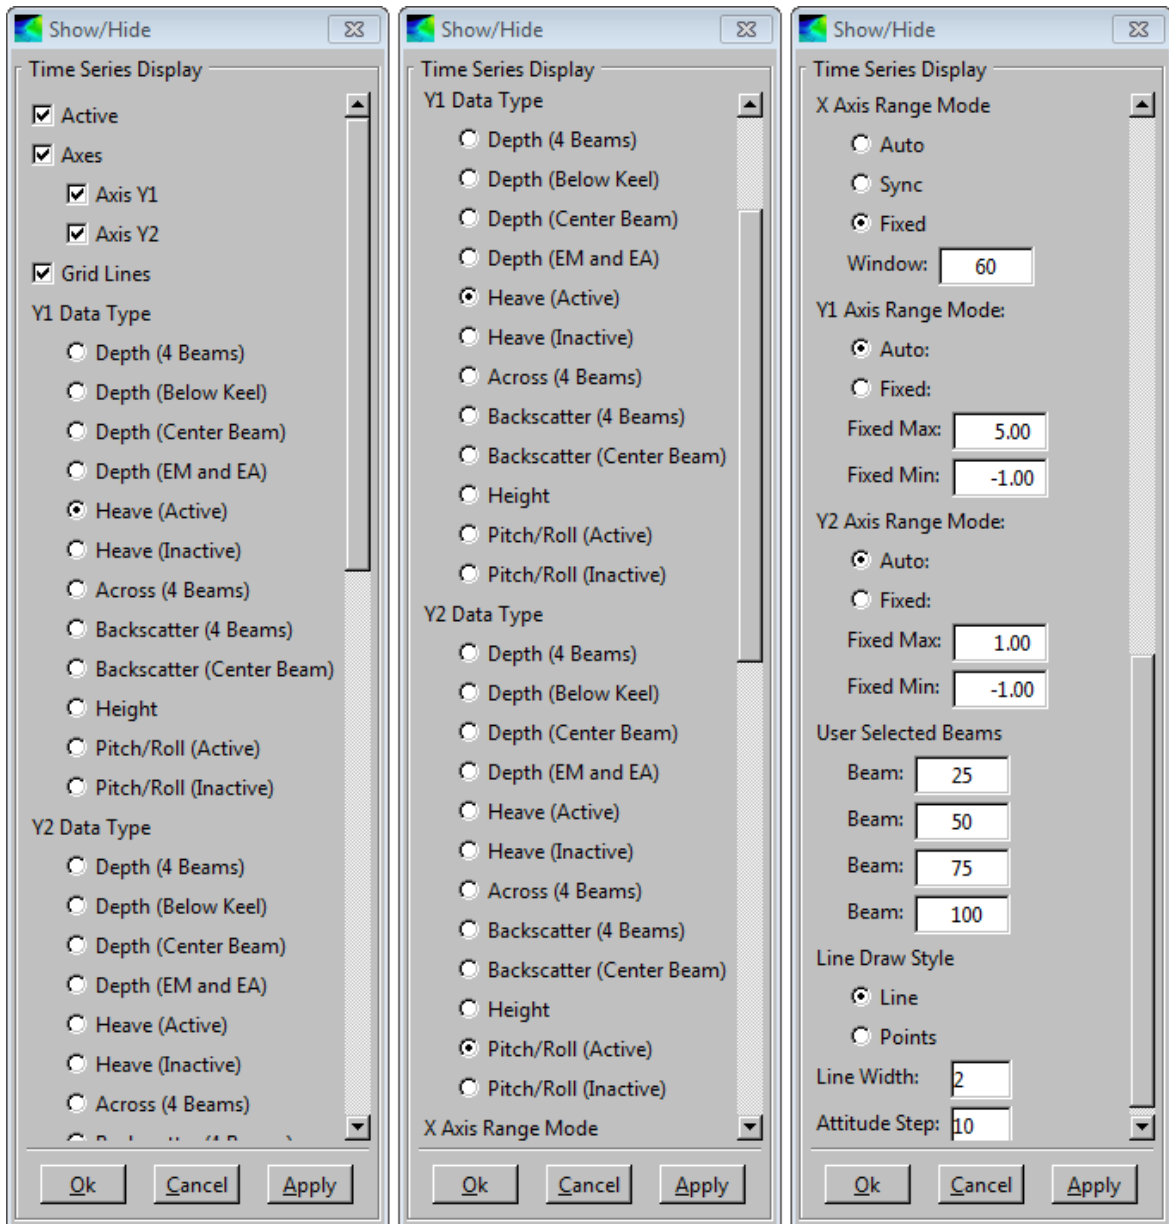 Show/Hide
Time Series Display
Active
Axes
Axis Y1
Axis Y2
Grid Lines
Y1 Data Type
Depth (4 Beams)
Depth (Below Keel)
Depth (Center Beam)
Depth (EM and EA)
Heave (Active)
Heave (Inactive)
Across (4 Beams)
Backscatter (4 Beams)
Backscatter (Center Beam)
Height
Pitch/Roll (Active)
Pitch/Roll (Inactive)
Y2 Data Type
Depth (4 Beams)
Depth (Below Keel)
Depth (Center Beam)
Depth (EM and EA)
Heave (Active)
Heave (Inactive)
Across (4 Beams)
Ok Cancel Apply
Show/Hide
Time Series Display
Y1 Data Type
Depth (4 Beams)
Depth (Below Keel)
Depth (Center Beam)
Depth (EM and EA)
Heave (Active)
Heave (Inactive)
Across (4 Beams)
Backscatter (4 Beams)
Backscatter (Center Beam)
Height
Pitch/Roll (Active)
Pitch/Roll (Inactive)
Y2 Data Type
Depth (4 Beams)
Depth (Below Keel)
Depth (Center Beam)
Depth (EM and EA)
Heave (Active)
Heave (Inactive)
Across (4 Beams)
Backscatter (4 Beams)
Backscatter (Center Beam)
Height
Pitch/Roll (Active)
Pitch/Roll (Inactive)
X Axis Range Mode
Ok Cancel Apply
Show/Hide
Time Series Display
X Axis Range Mode
Auto
Sync
Fixed
Window: 60
Y1 Axis Range Mode:
Auto:
Fixed:
Fixed Max: 5.00
Fixed Min: -1.00
Y2 Axis Range Mode:
Auto:
Fixed:
Fixed Max: 1.00
Fixed Min: -1.00
User Selected Beams
Beam: 25
Beam: 50
Beam: 75
Beam: 100
Line Draw Style
Line
Points
Line Width: 2
Attitude Step: 10
Ok Cancel Apply